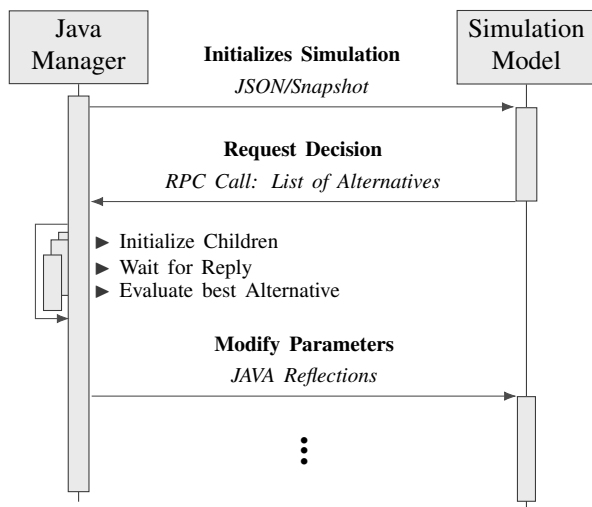 Java
Manager
Simulation
Model
Initializes Simulation
JSON/Snapshot
Request Decision
RPC Call: List of Alternatives
► Initialize Children
► Wait for Reply
► Evaluate best Alternative
Modify Parameters
JAVA Reflections